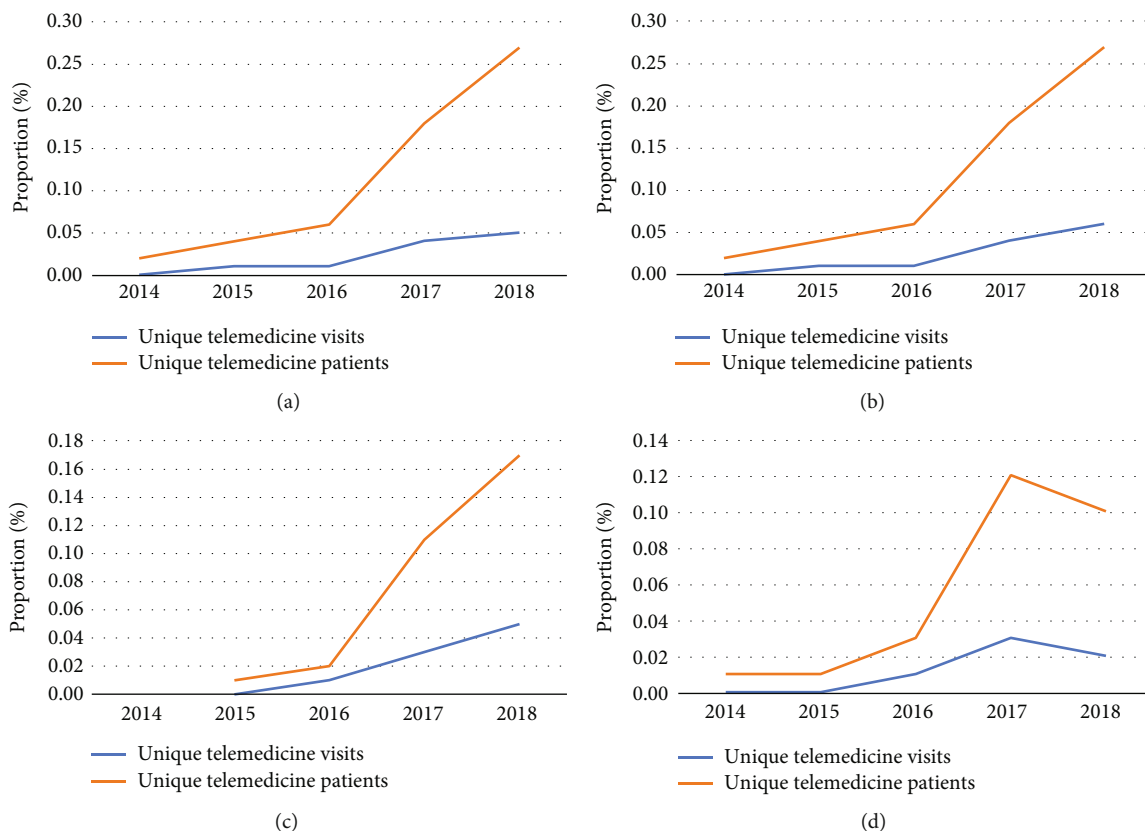 0.30
0.25
0.20
0.15
0.10
0.05
0.00
Proportion (%)
2014 2015 2016 2017 2018
Unique telemedicine visits
Unique telemedicine patients
(a)
0.30
0.25
0.20
0.15
0.10
0.05
0.00
Proportion (%)
2014 2015 2016 2017 2018
Unique telemedicine visits
Unique telemedicine patients
(b)
0.18
0.16
0.14
0.12
0.10
0.08
0.06
0.04
0.02
0.00
Proportion (%)
2014 2015 2016 2017 2018
Unique telemedicine visits
Unique telemedicine patients
(c)
0.14
0.12
0.10
0.08
0.06
0.04
0.02
0.00
Proportion (%)
2014 2015 2016 2017 2018
Unique telemedicine visits
Unique telemedicine patients
(d)